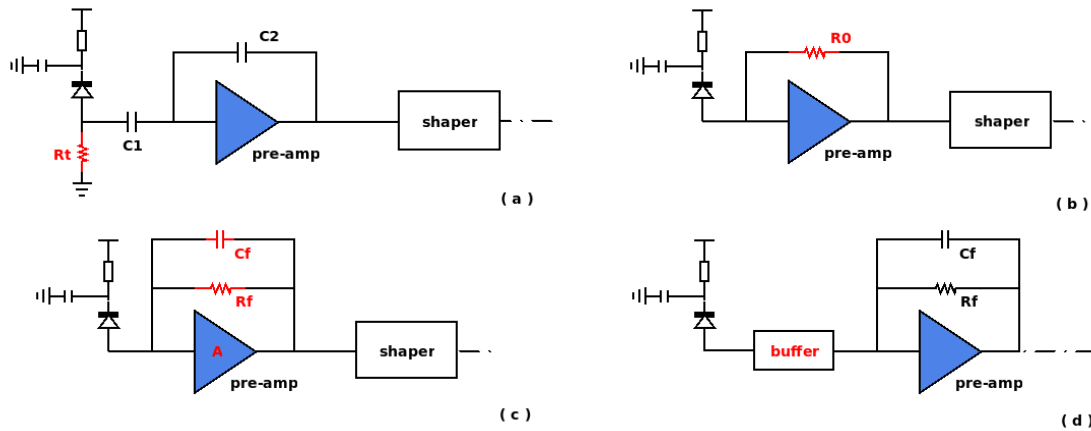 C2
Rt
C1
pre-amp
shaper
( a )
R0
pre-amp
shaper
( b )
Cf
Rf
A
pre-amp
shaper
( c )
Cf
Rf
buffer
pre-amp
( d )